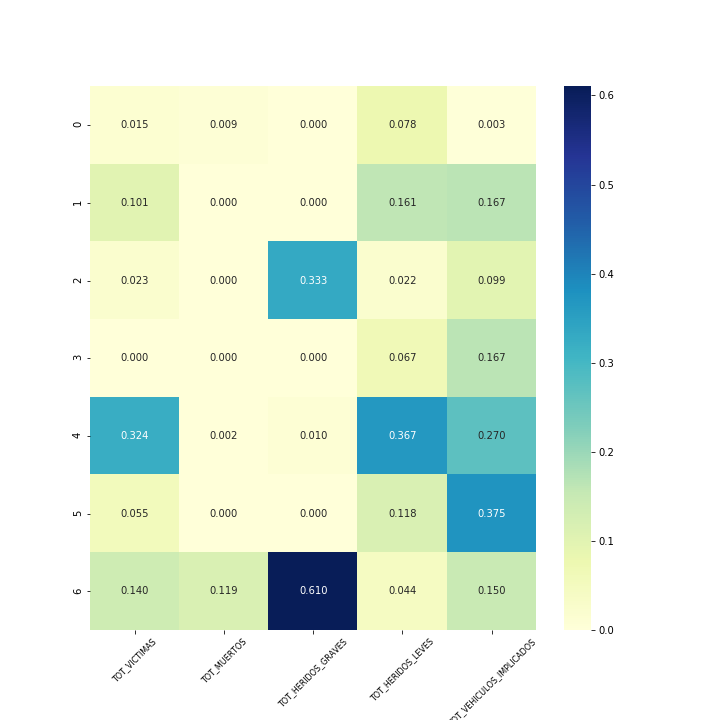 0 0.015 0.009 0.000 0.078 0.003
1 0.101 0.000 0.000 0.161 0.167
2 0.023 0.000 0.333 0.022 0.099
3 0.000 0.000 0.000 0.067 0.167
4 0.324 0.002 0.010 0.367 0.270
5 0.055 0.000 0.000 0.118 0.375
6 0.140 0.119 0.610 0.044 0.150
TOT_VICTIMAS
TOT_MUERTOS
TOT_HERIDOS_GRAVES
TOT_HERIDOS_LEVES
OT_VEHICULOS_IMPLICADOS
0.6
0.5
0.4
0.3
0.2
0.1
0.0